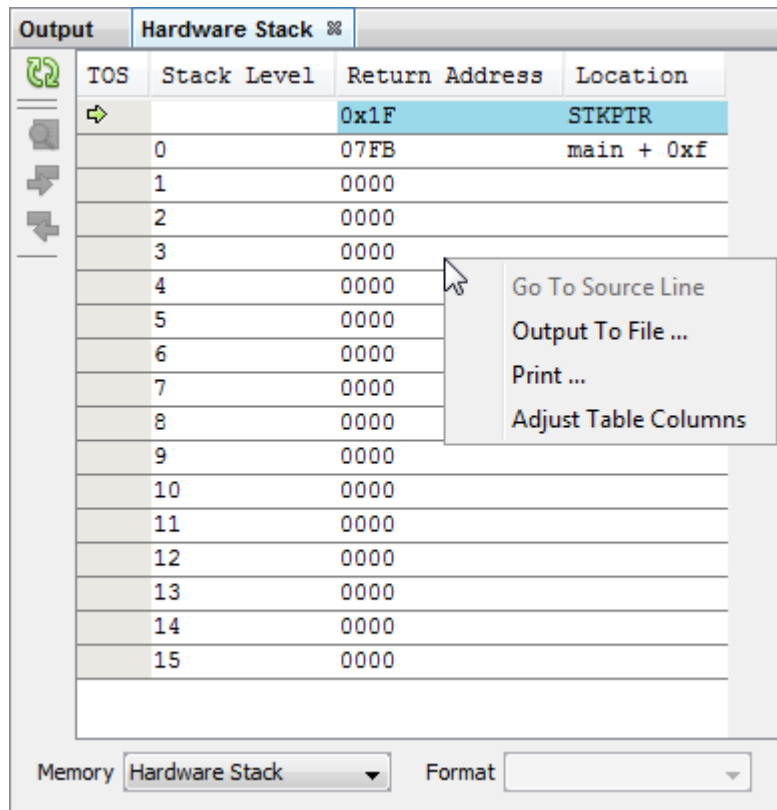 Output Hardware Stack
TOS Stack Level Return Address Location
0x1F STKPTR
0 07FB main + 0xf
1 0000
2 0000
3 0000
4 0000
5 0000
6 0000
7 0000
8 0000
9 0000
10 0000
11 0000
12 0000
13 0000
14 0000
15 0000
Go To Source Line
Output To File ...
Print ...
Adjust Table Columns
Memory Hardware Stack Format